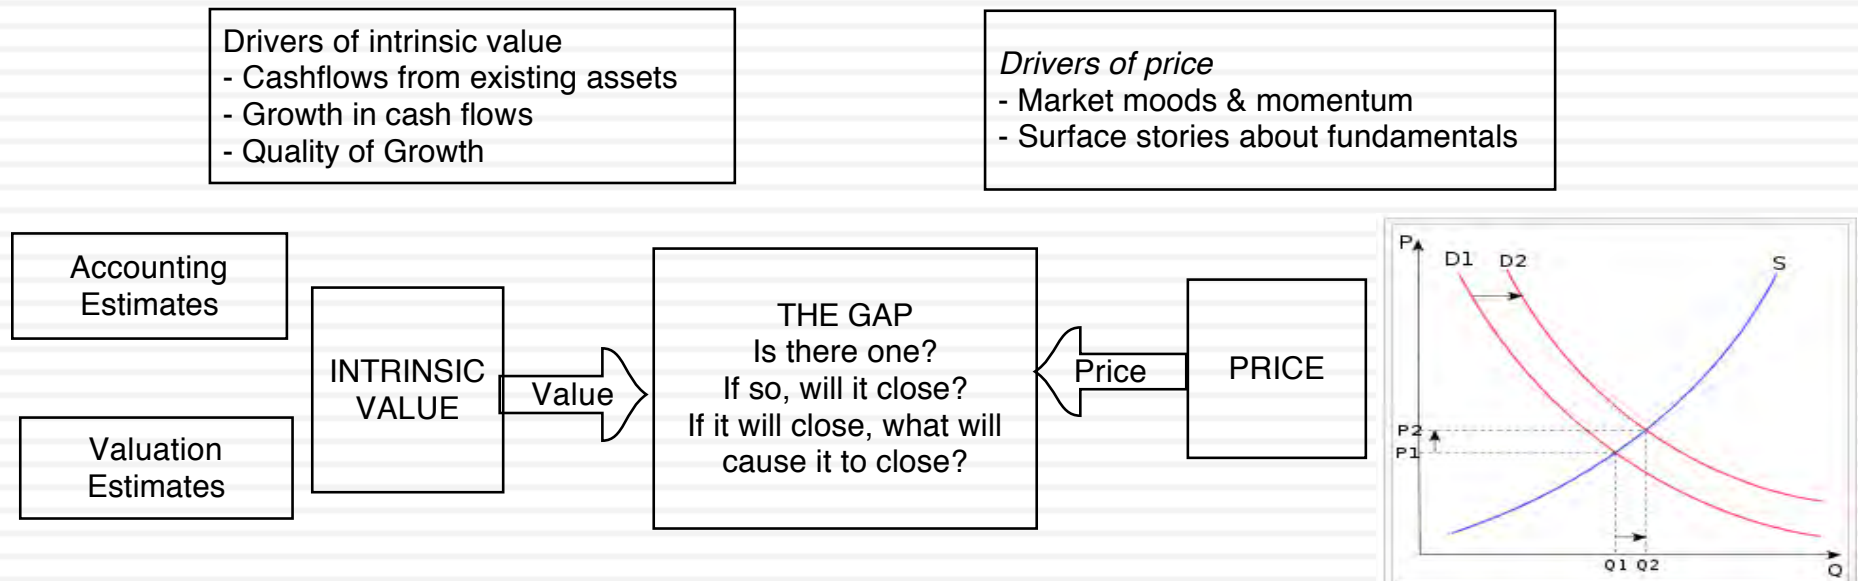 Drivers of intrinsic value
- Cashflows from existing assets
- Growth in cash flows
- Quality of Growth
Drivers of price
- Market moods & momentum
- Surface stories about fundamentals
Accounting
Estimates
Valuation
Estimates
INTRINSIC
VALUE
Value
THE GAP
Is there one?
If so, will it close?
If it will close, what will
cause it to close?
Price
PRICE
P
D1 D2
S
P2
P1
Q1 Q2
Q